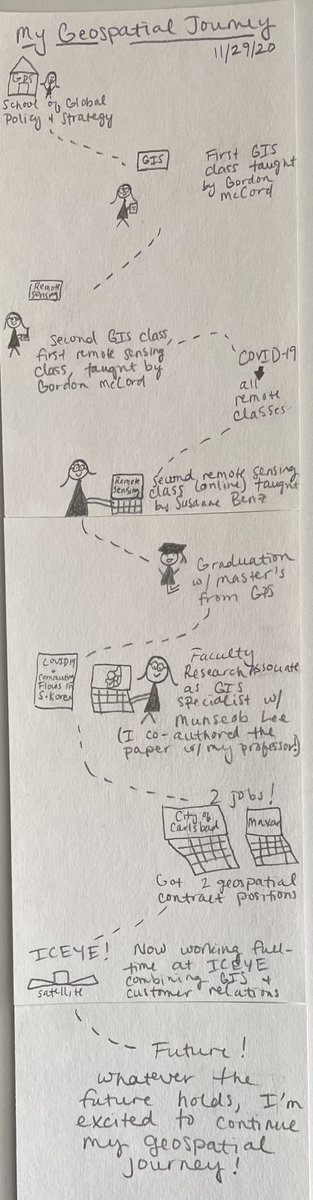 My Geospatial Journey
11/29/20
GPS
School of Global
Policy & Strategy
GIS
First GIS
class taught
by Gordon
McCord
Remote
Sensing
Second GIS class,
first remote sensing
class, taught by
Gordon McCord
COVID-19
all
remote
classes
Remote
Sensing
Second remote sensing
class (online) taught
by Susanne Benz
Graduation
w/ master's
from GPS
COVID19
+
Commuting
Flows in
S. Korea
Faculty
Research Associate
as GIS
specialist w/
Munseob Lee
(I co-authored the
paper w/ my professor!)
2 jobs!
City of
Carlsbad
Maxar
Got 2 geospatial
contract positions
ICEYE!
satellite
Now working full-
time at ICEYE
combining GIS &
customer relations
Future!
Whatever the
future holds, I'm
excited to continue
my geospatial
journey!